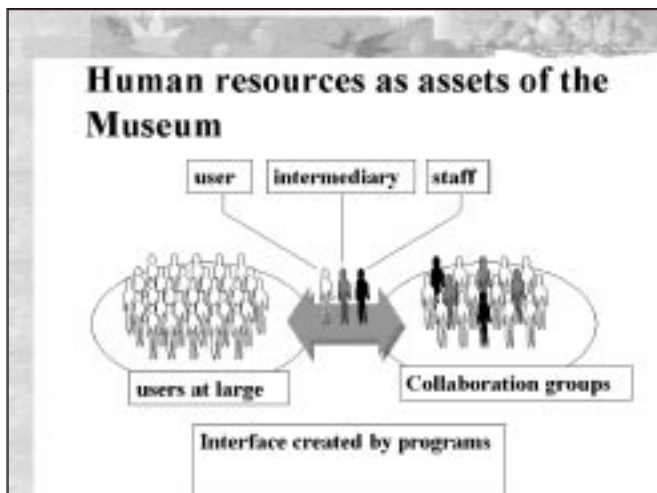 Human resources as assets of the
Museum
user
intermediary
staff
users at large
Collaboration groups
Interface created by programs